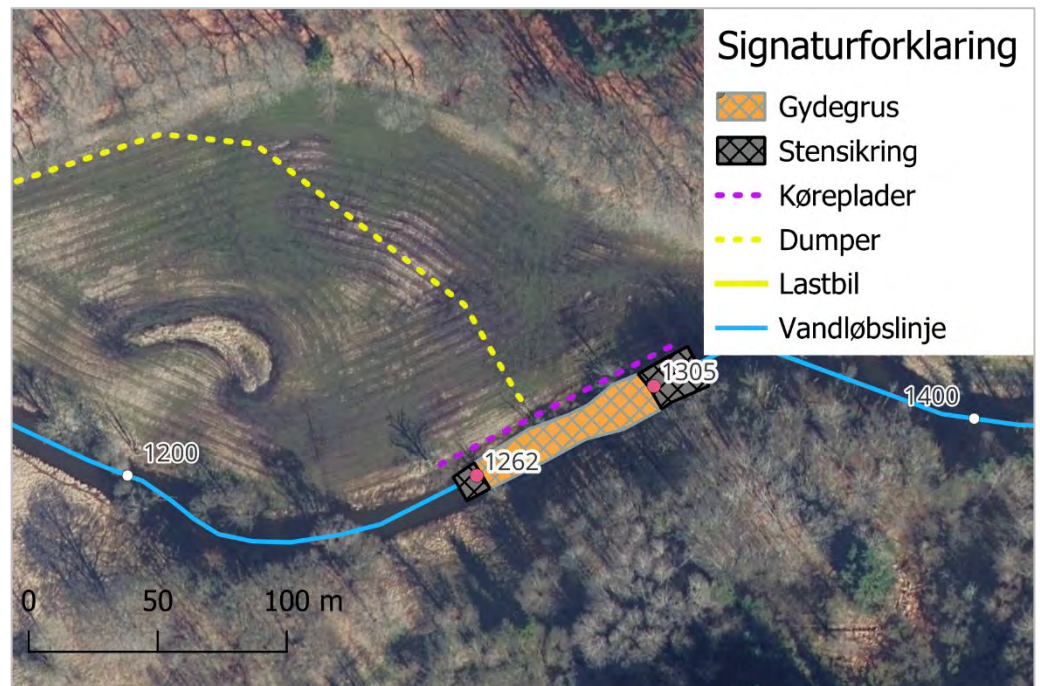 Signaturforklaring
Gydegrus
Stensikring
Køreplader
Dumper
Lastbil
Vandløbslinje
1305
1400
1200
1262
0 50 100 m